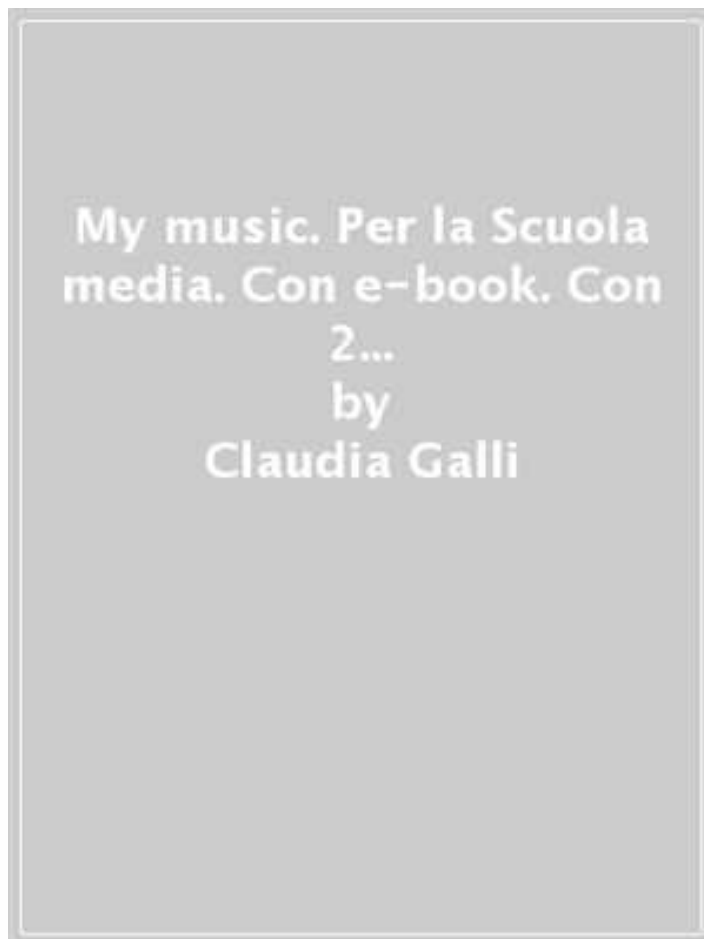 My music. Per la Scuola
media. Con e-book. Con
2...
by
Claudia Galli